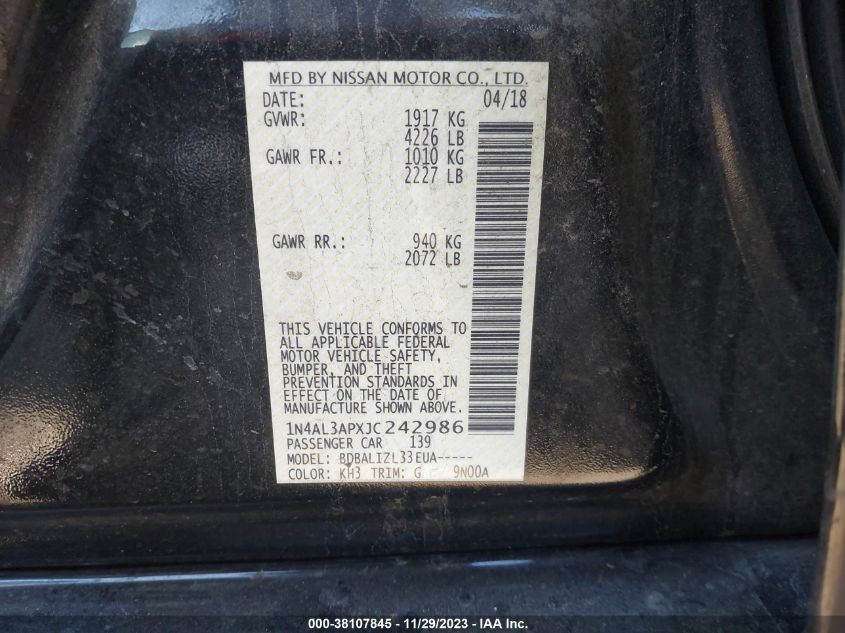 MFD BY NISSAN MOTOR CO., LTD.
DATE: 04/18
GVWR: 1917 KG
4226 LB
GAWR FR.: 1010 KG
2227 LB
GAWR RR.: 940 KG
2072 LB
THIS VEHICLE CONFORMS TO
ALL APPLICABLE FEDERAL
MOTOR VEHICLE SAFETY,
BUMPER, AND THEFT
PREVENTION STANDARDS IN
EFFECT ON THE DATE OF
MANUFACTURE SHOWN ABOVE.
1N4AL3APXJC242986
PASSENGER CAR 139
MODEL: BDBALIZL33EUA-----
COLOR: KH3 TRIM: G 9N00A
000-38107845 - 11/29/2023 - IAA Inc.